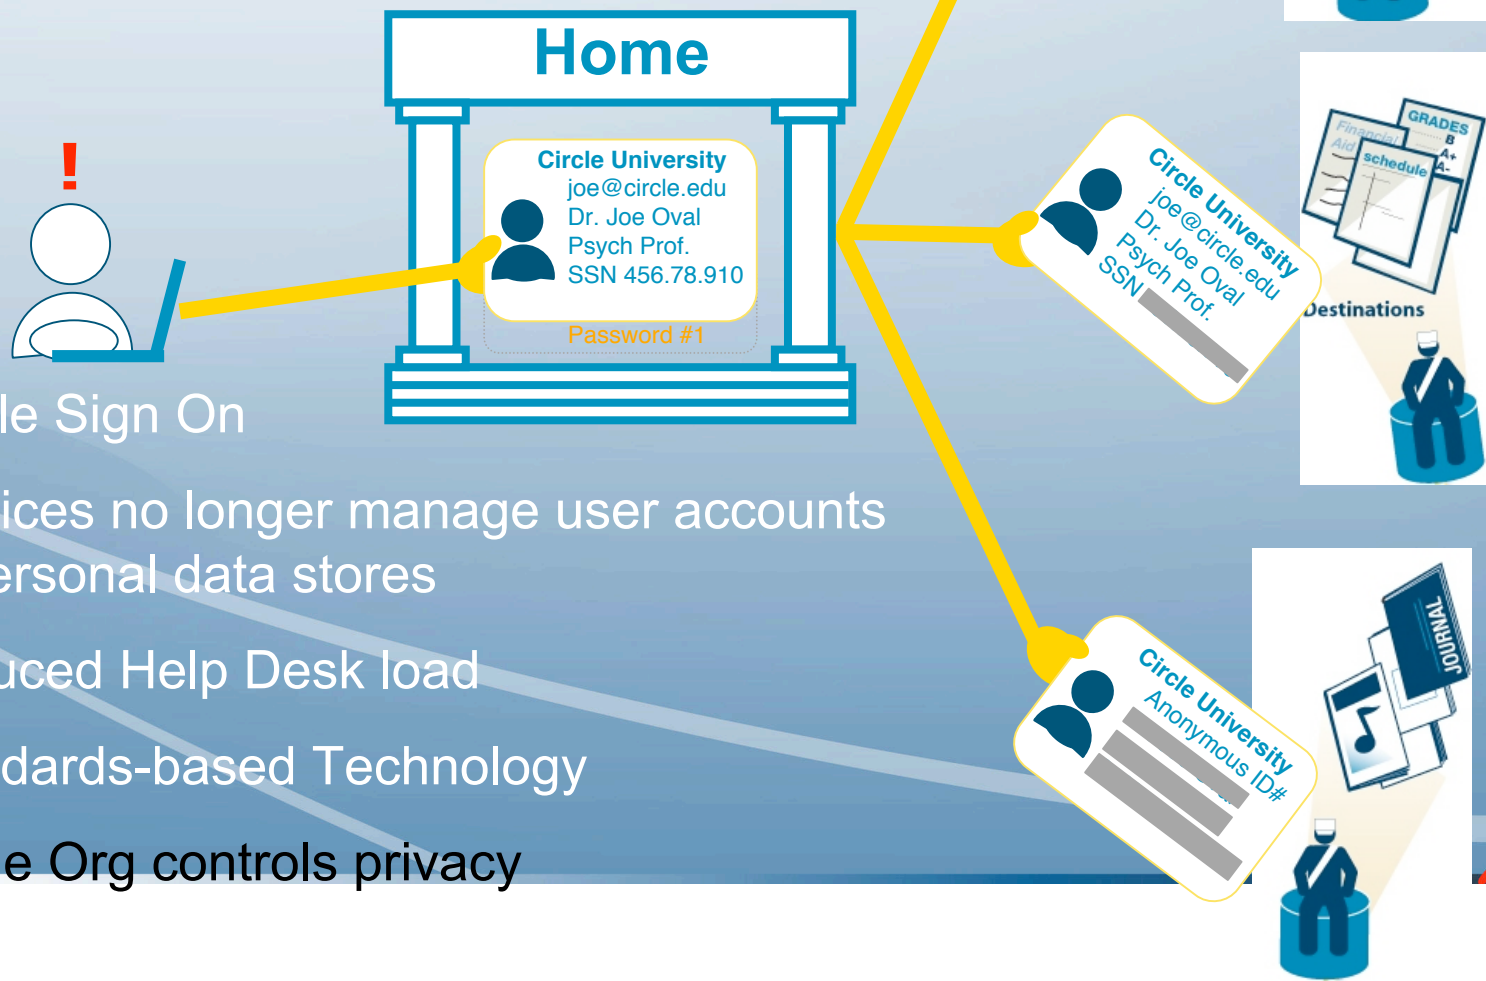 Home
!
Circle University
joe@circle.edu
Dr. Joe Oval
Psych Prof.
SSN 456.78.910
Password #1
Circle University
joe@circle.edu
Dr. Joe Oval
Psych Prof.
SSN
Financial
Aid
GRADES
B
A+
A-
schedule
Destinations
le Sign On
ices no longer manage user accounts
ersonal data stores
uced Help Desk load
dards-based Technology
e Org controls privacy
Circle University
Anonymous ID#
JOURNAL